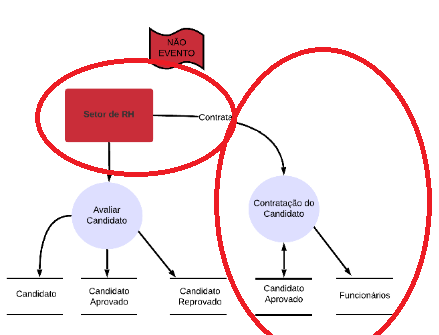 NÃO
EVENTO
Setor de RH
Contrata
Avaliar
Candidato
Contratação do
Candidato
Candidato
Candidato
Aprovado
Candidato
Reprovado
Candidato
Aprovado
Funcionários